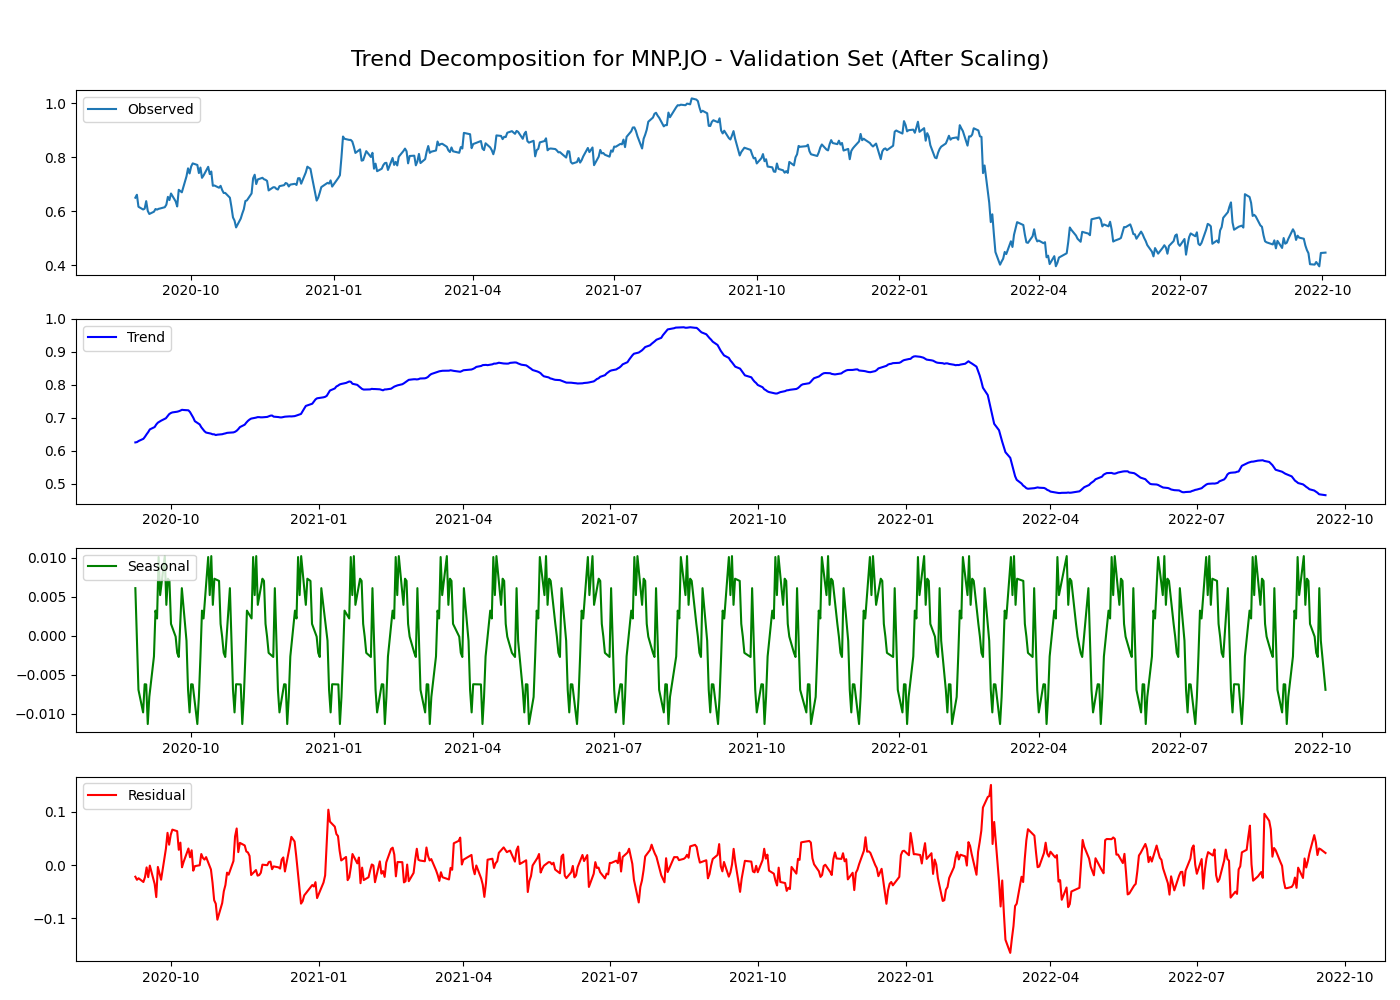 Trend Decomposition for MNP.JO - Validation Set (After Scaling)
Observed
1.0
0.8
0.6
0.4
2020-10 2021-01 2021-04 2021-07 2021-10 2022-01 2022-04 2022-07 2022-10
Trend
1.0
0.9
0.8
0.7
0.6
0.5
2020-10 2021-01 2021-04 2021-07 2021-10 2022-01 2022-04 2022-07 2022-10
Seasonal
0.010
0.005
0.000
−0.005
−0.010
2020-10 2021-01 2021-04 2021-07 2021-10 2022-01 2022-04 2022-07 2022-10
Residual
0.1
0.0
−0.1
2020-10 2021-01 2021-04 2021-07 2021-10 2022-01 2022-04 2022-07 2022-10